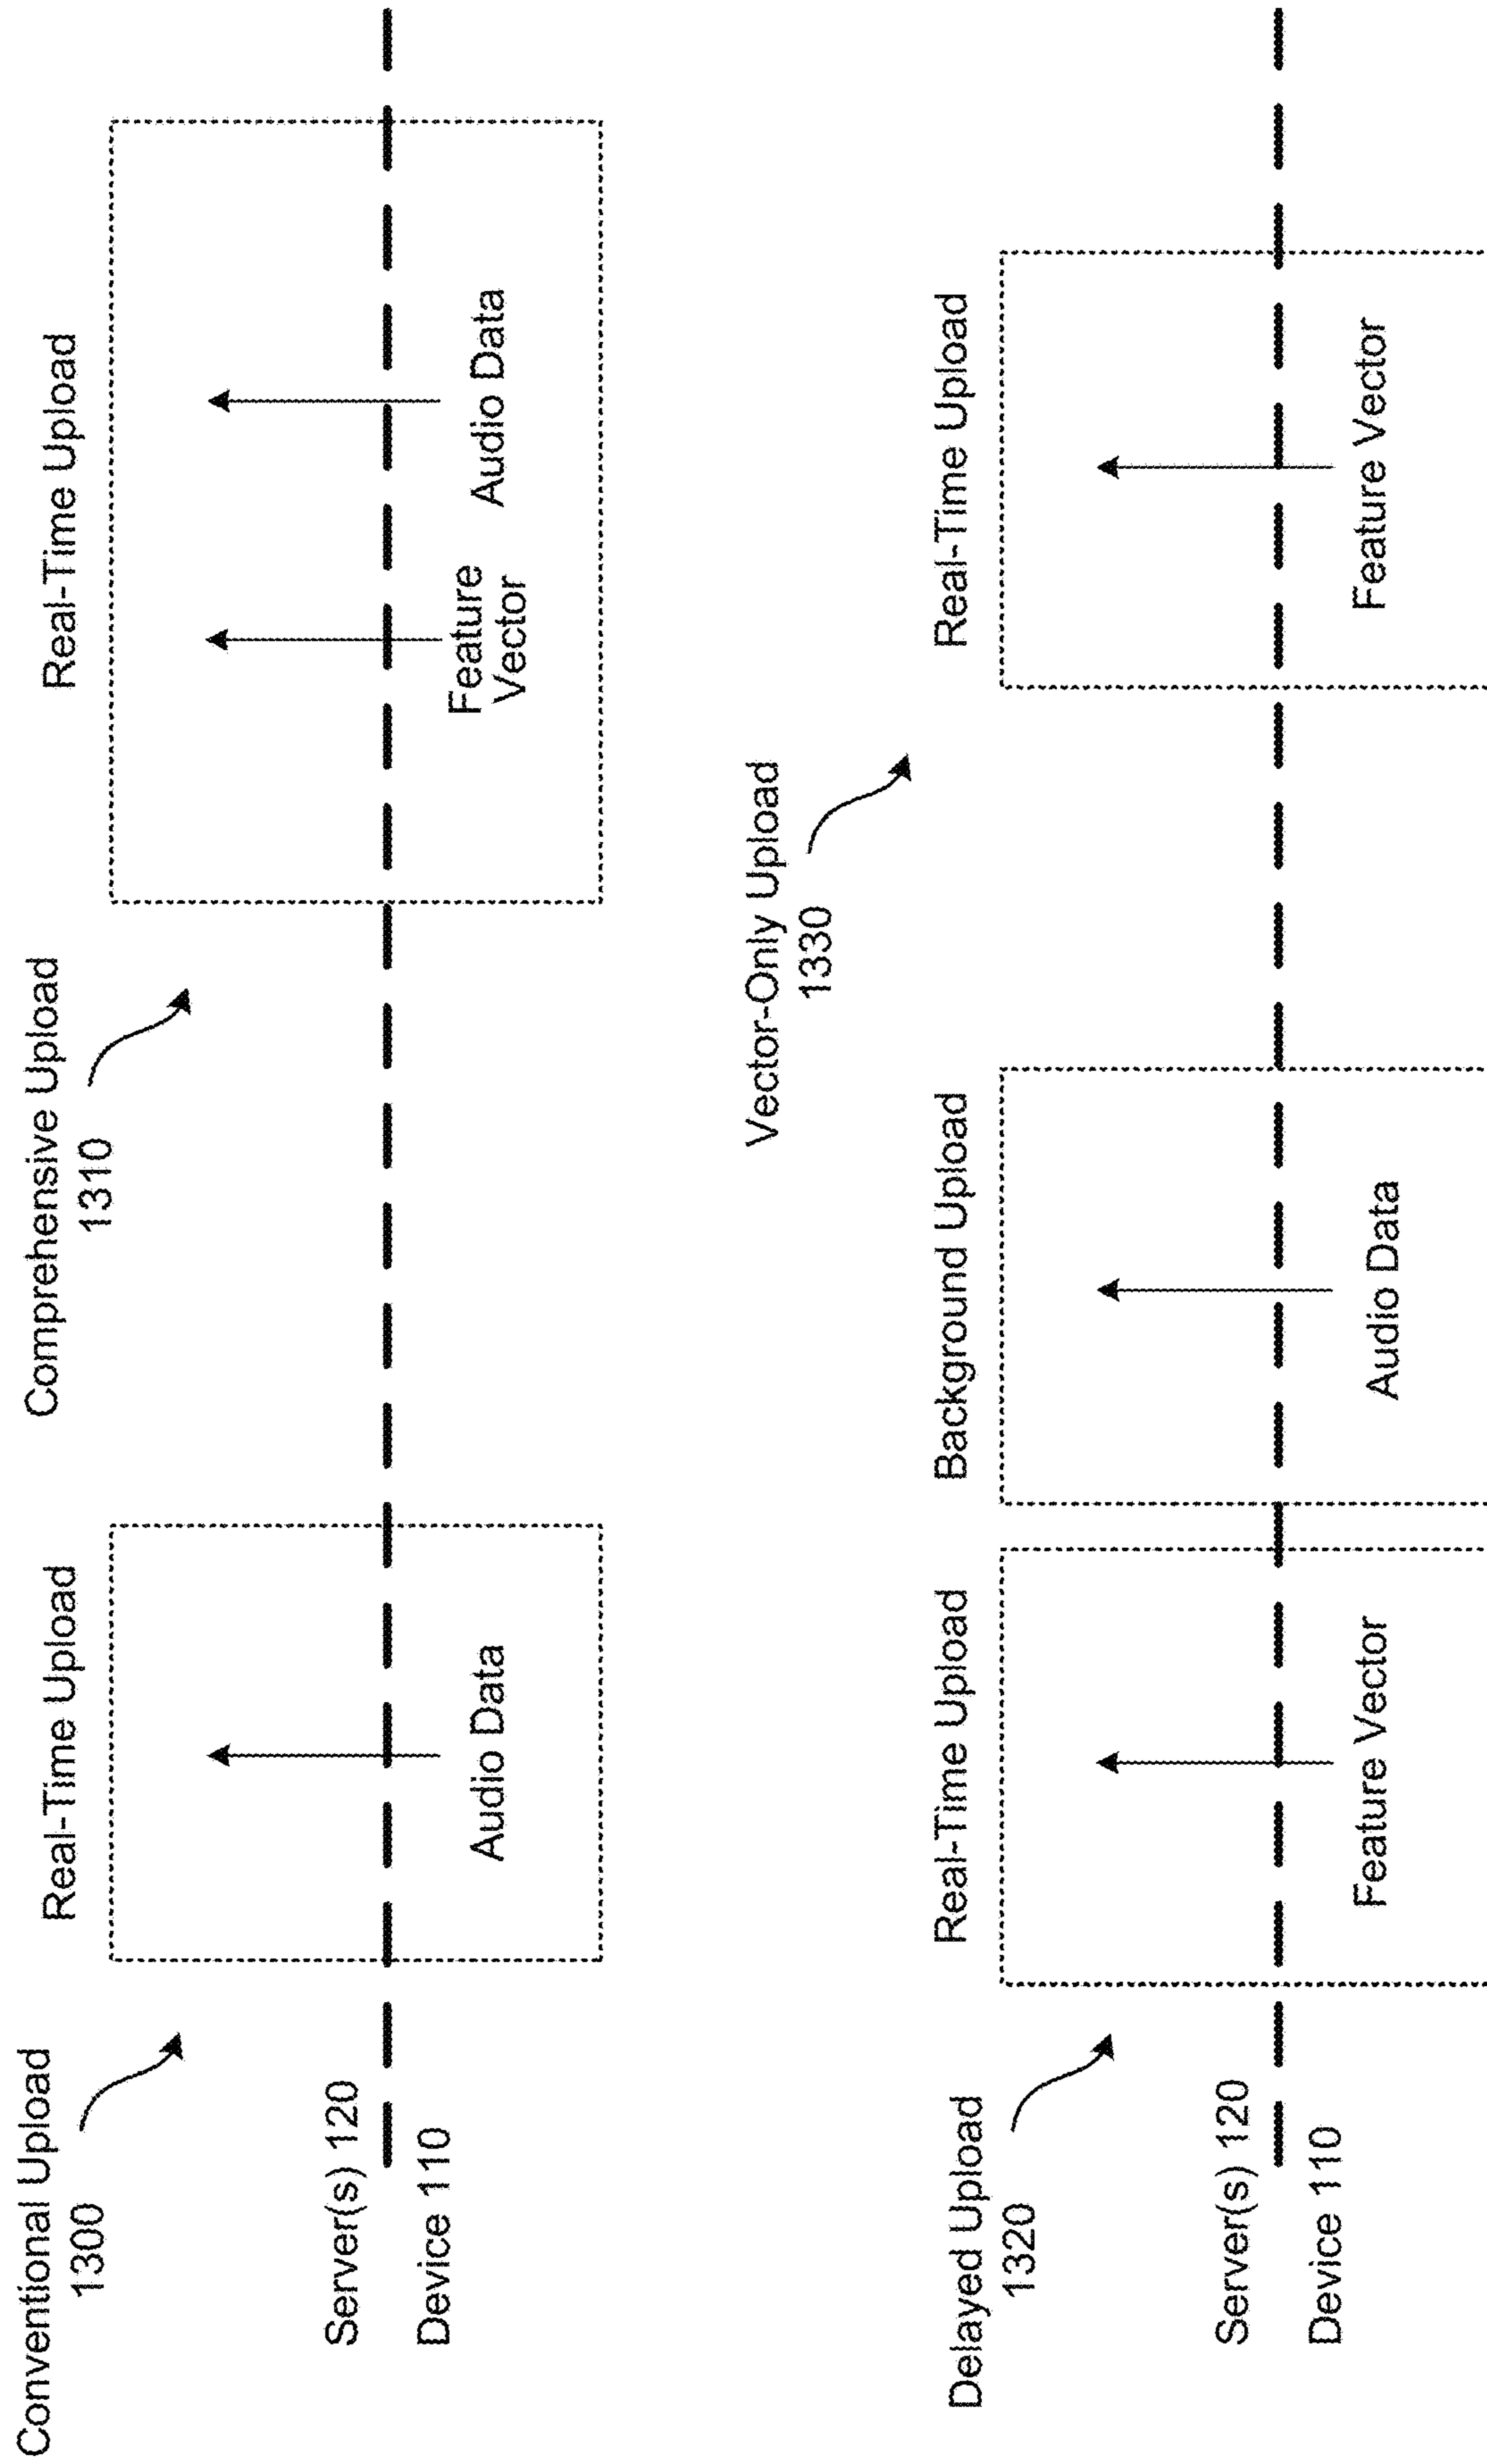 Conventional Upload
1300
Real-Time Upload
Audio Data
Comprehensive Upload
1310
Real-Time Upload
Feature
Vector
Audio Data
Server(s) 120
Device 110
Delayed Upload
1320
Real-Time Upload
Feature Vector
Background Upload
Audio Data
Vector-Only Upload
1330
Real-Time Upload
Feature Vector
Server(s) 120
Device 110